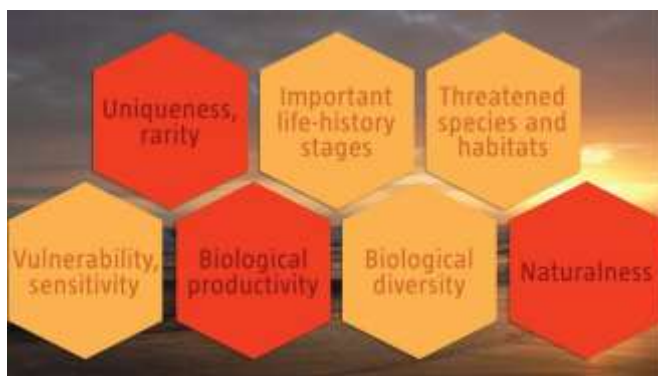 Uniqueness,
rarity
Important
life-history
stages
Threatened
species and
habitats
Vulnerability,
sensitivity
Biological
productivity
Biological
diversity
Naturalness